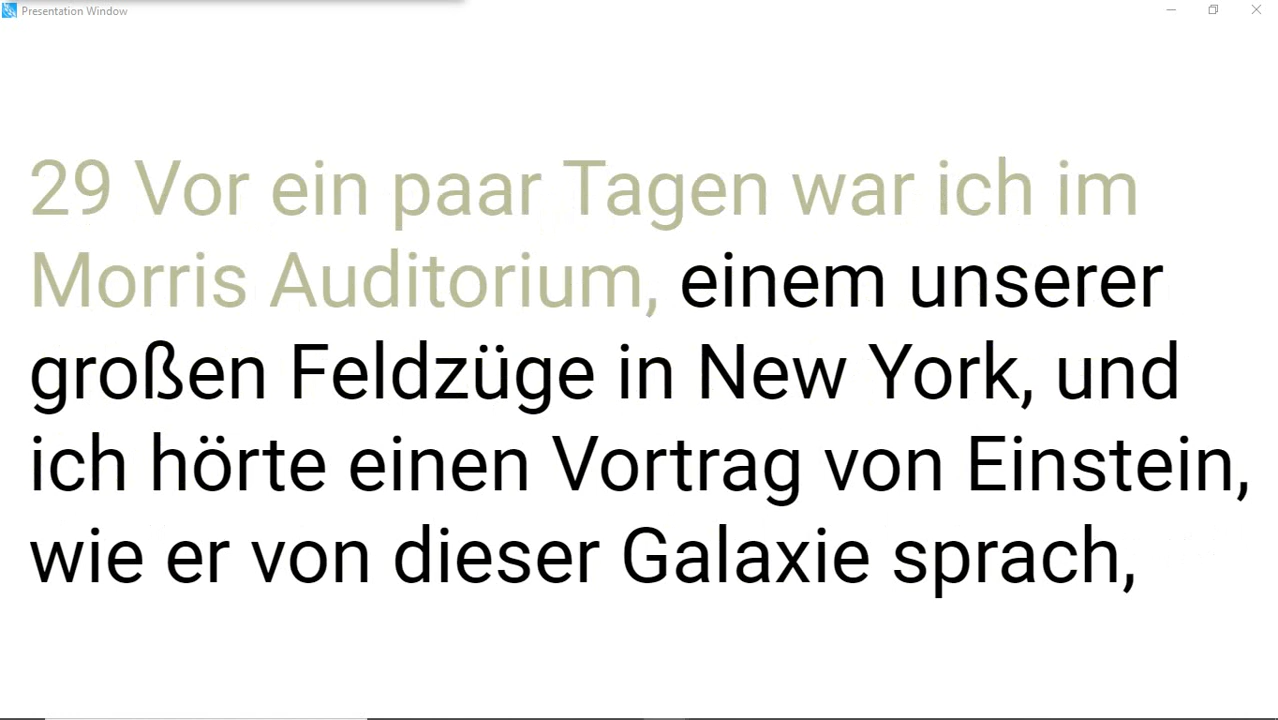 Presentation Window
29 Vor ein paar Tagen war ich im
Morris Auditorium, einem unserer
großen Feldzüge in New York, und
ich hörte einen Vortrag von Einstein,
wie er von dieser Galaxie sprach,